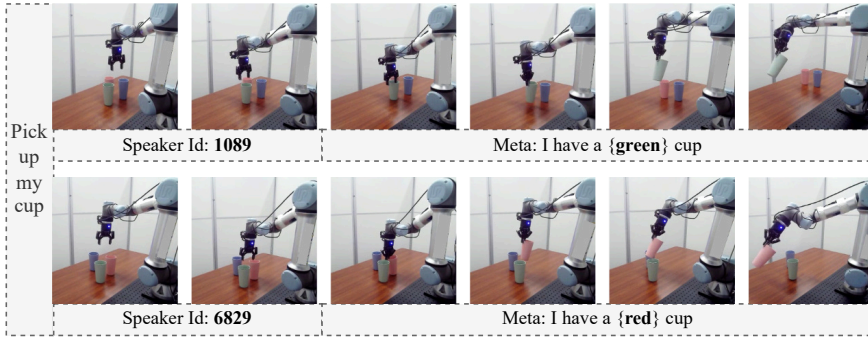 Pick
up
my
cup
Speaker Id: 1089
Meta: I have a {green} cup
Speaker Id: 6829
Meta: I have a {red} cup